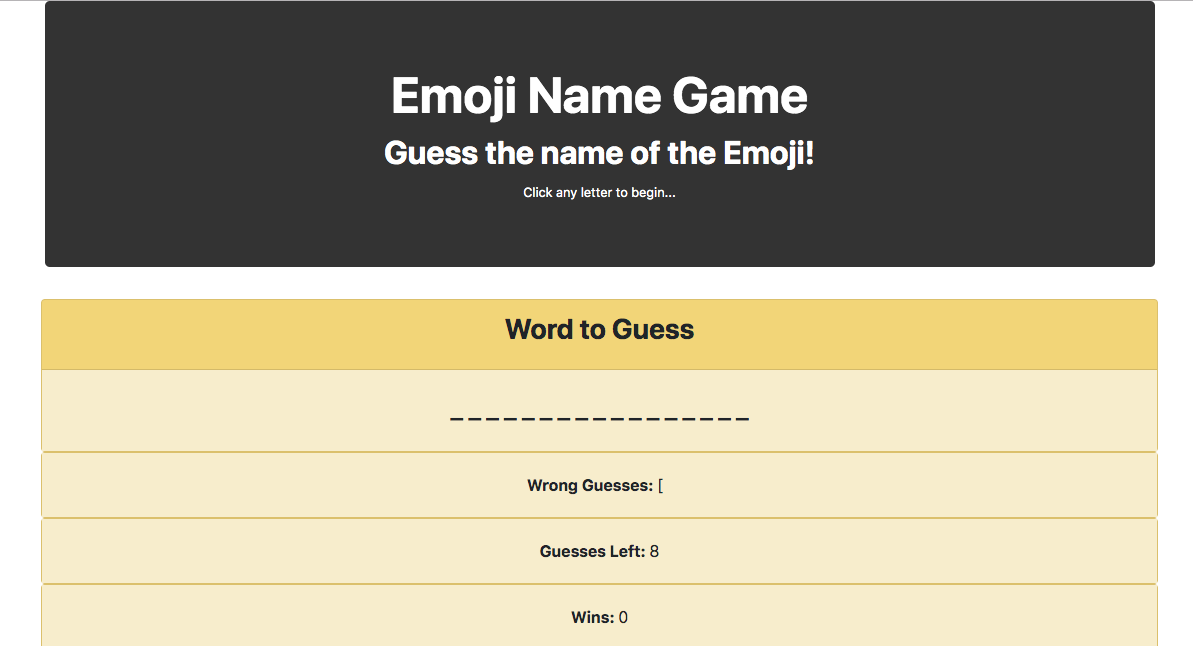 Emoji Name Game
Guess the name of the Emoji!
Click any letter to begin...
Word to Guess
_ _ _ _ _ _ _ _ _ _ _ _ _ _ _ _ _
Wrong Guesses: [
Guesses Left: 8
Wins: 0